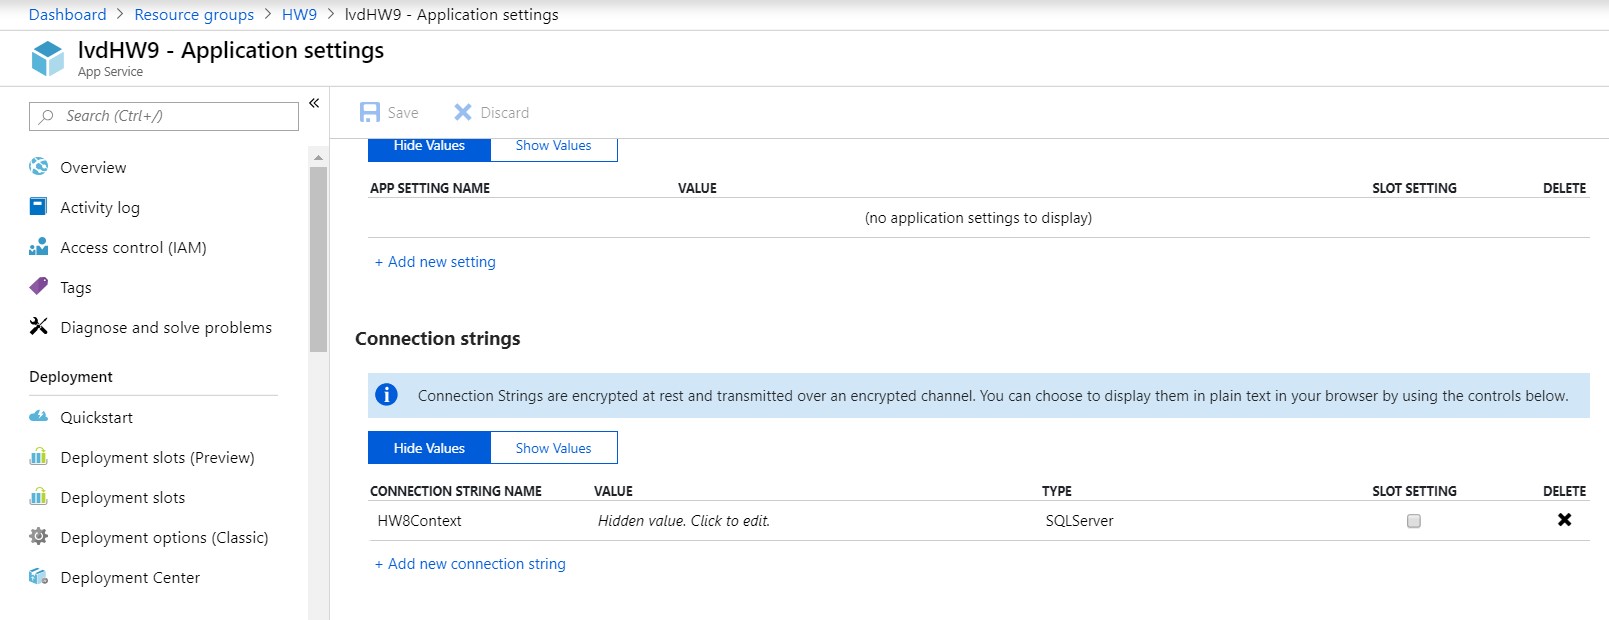 Dashboard > Resource groups > HW9 > lvdHW9 - Application settings
lvdHW9 - Application settings
App Service
Search (Ctrl+/)
«
Overview
Activity log
Access control (IAM)
Tags
Diagnose and solve problems
Deployment
Quickstart
Deployment slots (Preview)
Deployment slots
Deployment options (Classic)
Deployment Center
Save Discard
Hide Values Show Values
APP SETTING NAME VALUE SLOT SETTING DELETE
(no application settings to display)
+ Add new setting
Connection strings
Connection Strings are encrypted at rest and transmitted over an encrypted channel. You can choose to display them in plain text in your browser by using the controls below.
Hide Values Show Values
CONNECTION STRING NAME VALUE TYPE SLOT SETTING DELETE
HW8Context Hidden value. Click to edit. SQLServer
+ Add new connection string